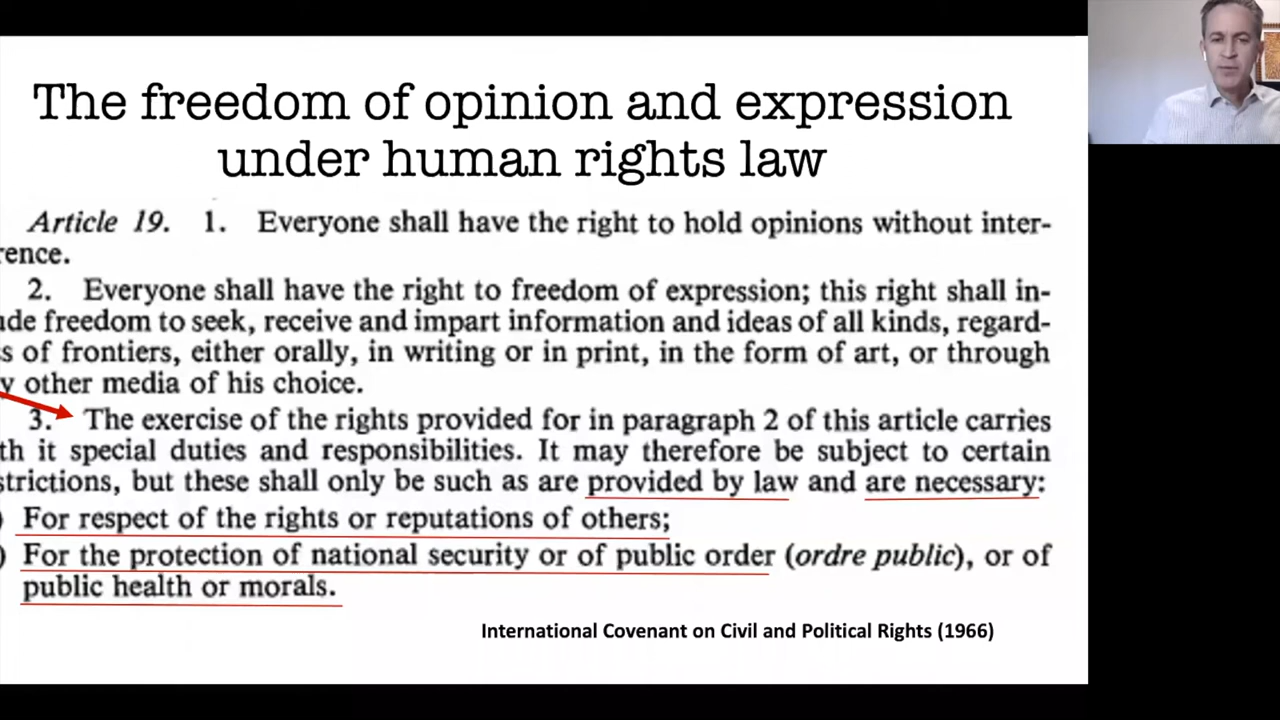 The freedom of opinion and expression
under human rights law
Article 19. 1. Everyone shall have the right to hold opinions without inter-
rence.
2. Everyone shall have the right to freedom of expression; this right shall in-
ude freedom to seek, receive and impart information and ideas of all kinds, regard-
s of frontiers, either orally, in writing or in print, in the form of art, or through
y other media of his choice.
3. The exercise of the rights provided for in paragraph 2 of this article carries
th it special duties and responsibilities. It may therefore be subject to certain
strictions, but these shall only be such as are provided by law and are necessary:
) For respect of the rights or reputations of others;
) For the protection of national security or of public order (ordre public), or of
public health or morals.
International Covenant on Civil and Political Rights (1966)